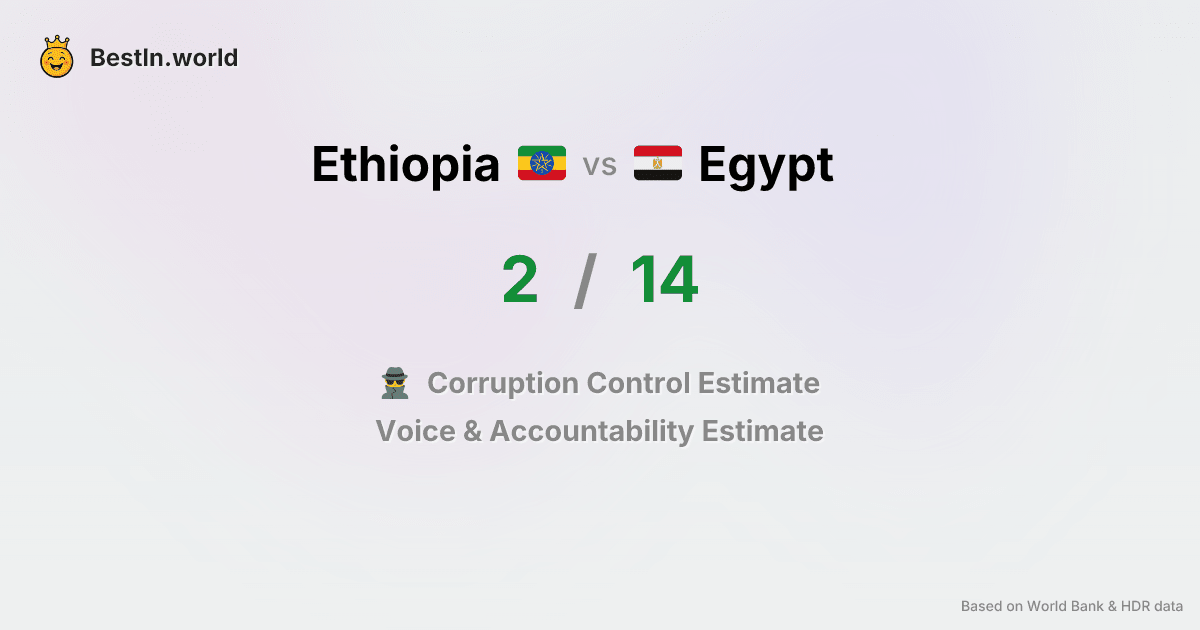 BestIn.world
Ethiopia vs Egypt
2 / 14
Corruption Control Estimate
Voice & Accountability Estimate
Based on World Bank & HDR data